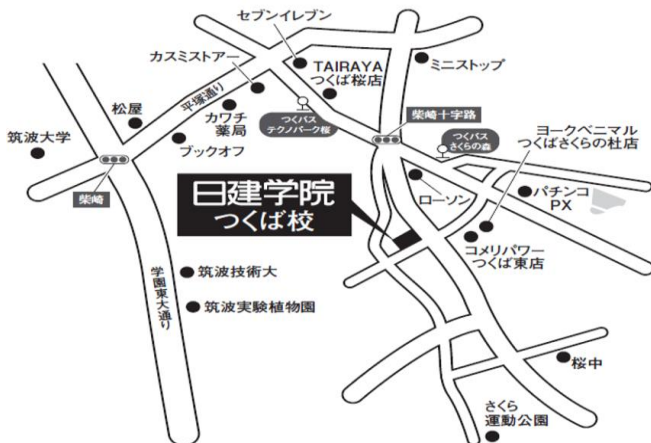 セブンイレブン
カスミストアー
TAIRAYA
つくば桜店
ミニストップ
平塚通り
松屋
カワチ
薬局
つくバス
テクノパーク桜
柴崎十字路
つくバス
さくらの森
ヨークベニマル
つくばさくらの杜店
筑波大学
ブックオフ
柴崎
日建学院
つくば校
ローソン
パチンコ
PX
コメリパワー
つくば東店
学園東大通り
筑波技術大
筑波実験植物園
桜中
さくら
運動公園